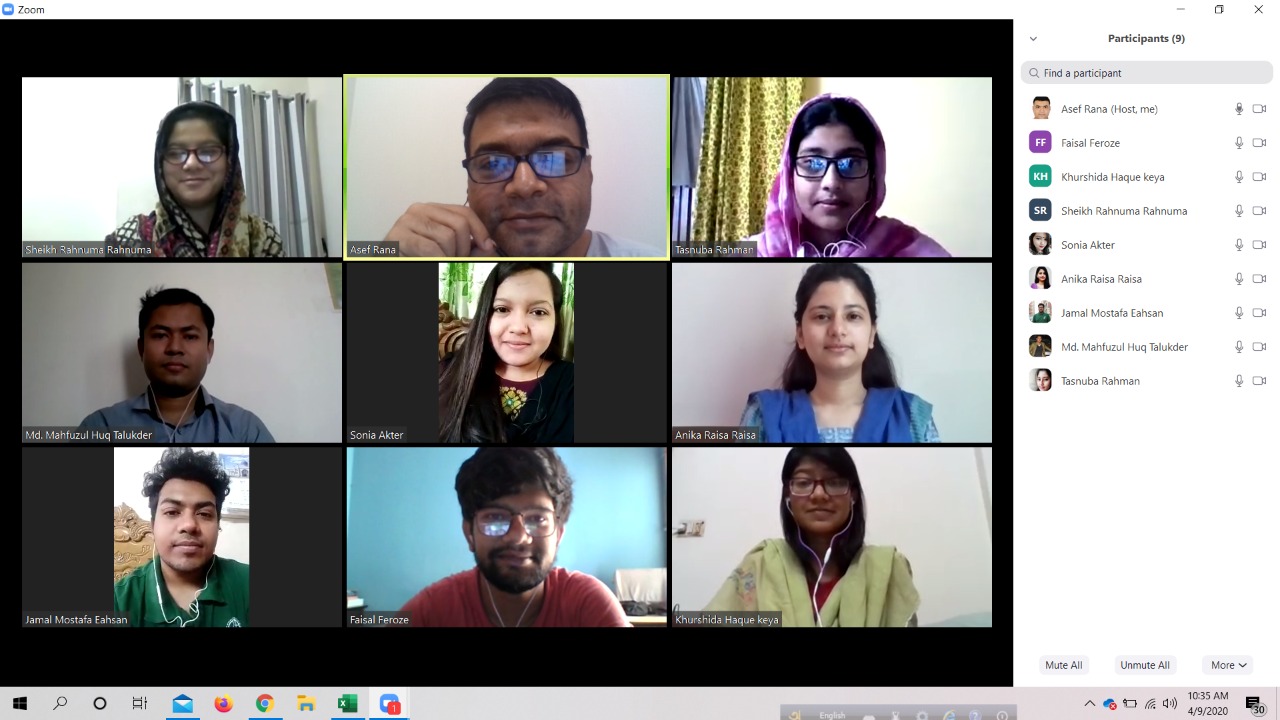 Zoom
Sheikh Rahnuma Rahnuma
Asef Rana
Tasnuba Rahman
Md. Mahfuzul Huq Talukder
Sonia Akter
Anika Raisa Raisa
Jamal Mostafa Eahsan
Faisal Feroze
Khurshida Haque keya
Participants (9)
Find a participant
Asef Rana (Host, me)
FF Faisal Feroze
KH Khurshida Haque keya
SR Sheikh Rahnuma Rahnuma
Sonia Akter
Anika Raisa Raisa
Jamal Mostafa Eahsan
Md. Mahfuzul Huq Talukder
Tasnuba Rahman
Mute All Unmute All More
1
English
10:35 AM
4/9/2020